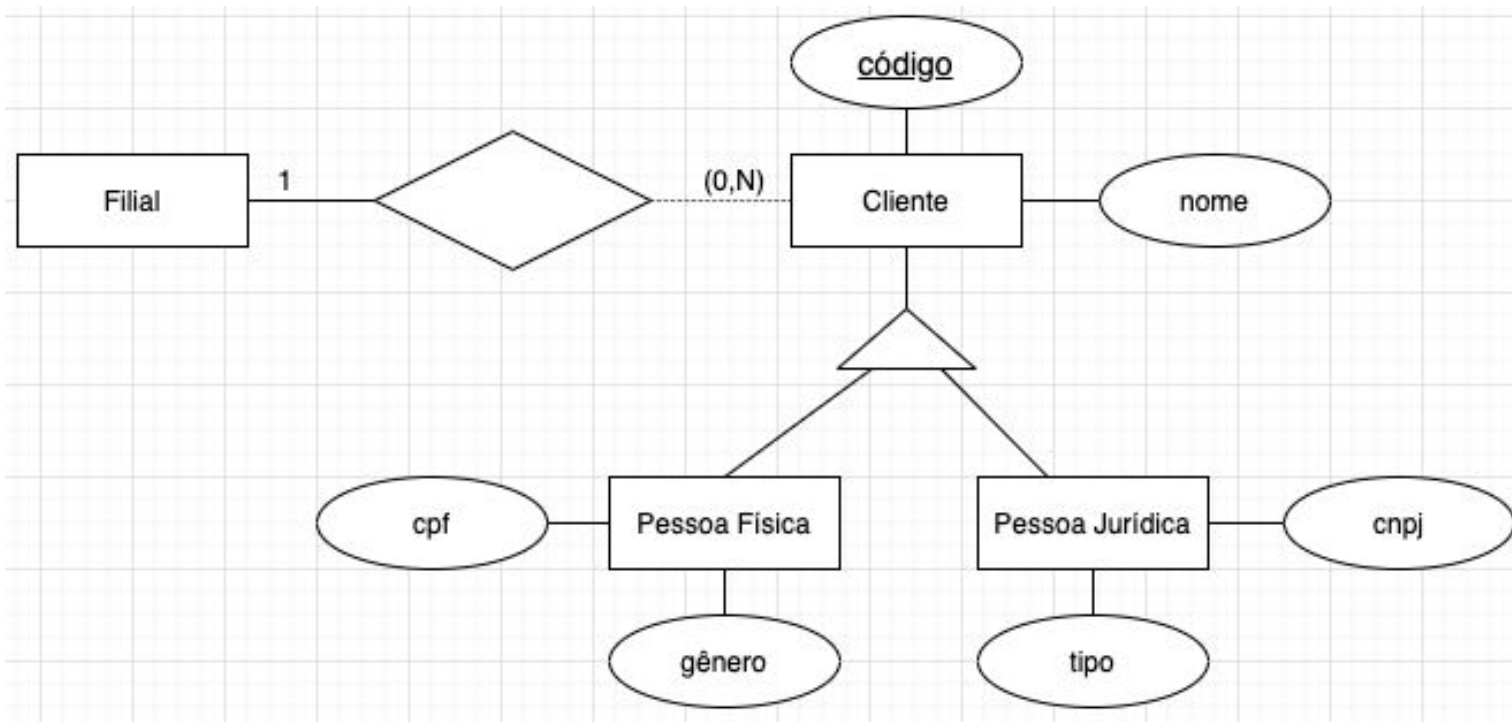 código
Filial
1
(0,N)
Cliente
nome
cpf
Pessoa Física
Pessoa Jurídica
cnpj
gênero
tipo